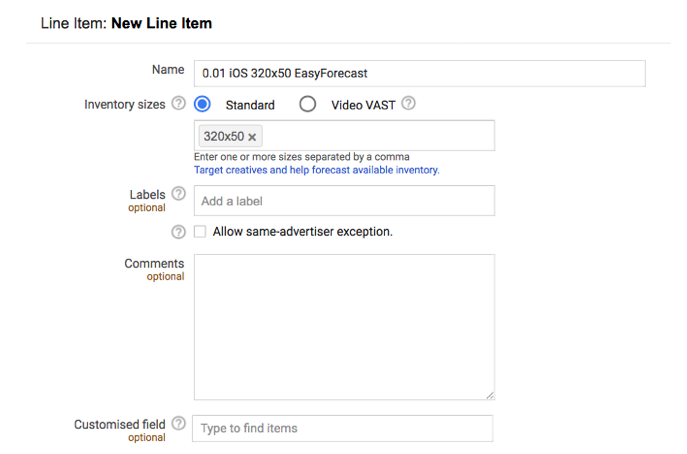 Line Item: New Line Item
Name
0.01 iOS 320x50 EasyForecast
Inventory sizes ? Standard Video VAST ?
320x50 ×
Enter one or more sizes separated by a comma
Target creatives and help forecast available inventory.
Labels ?
optional
Add a label
? Allow same-advertiser exception.
Comments
optional
Customised field ?
optional
Type to find items